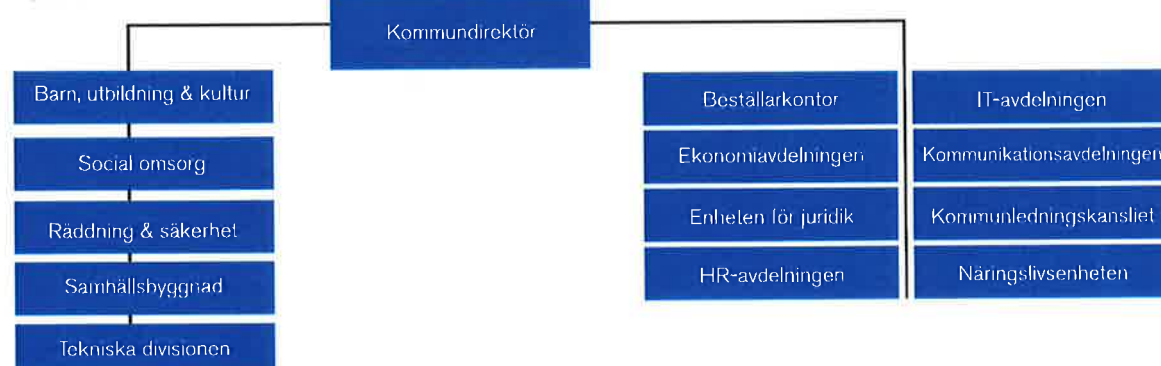 Kommundirektör
Barn, utbildning & kultur
Social omsorg
Räddning & säkerhet
Samhällsbyggnad
Tekniska divisionen
Beställarkontor
Ekonomiavdelningen
Enheten för juridik
HR-avdelningen
IT-avdelningen
Kommunikationsavdelningen
Kommunledningskansliet
Näringslivsenheten